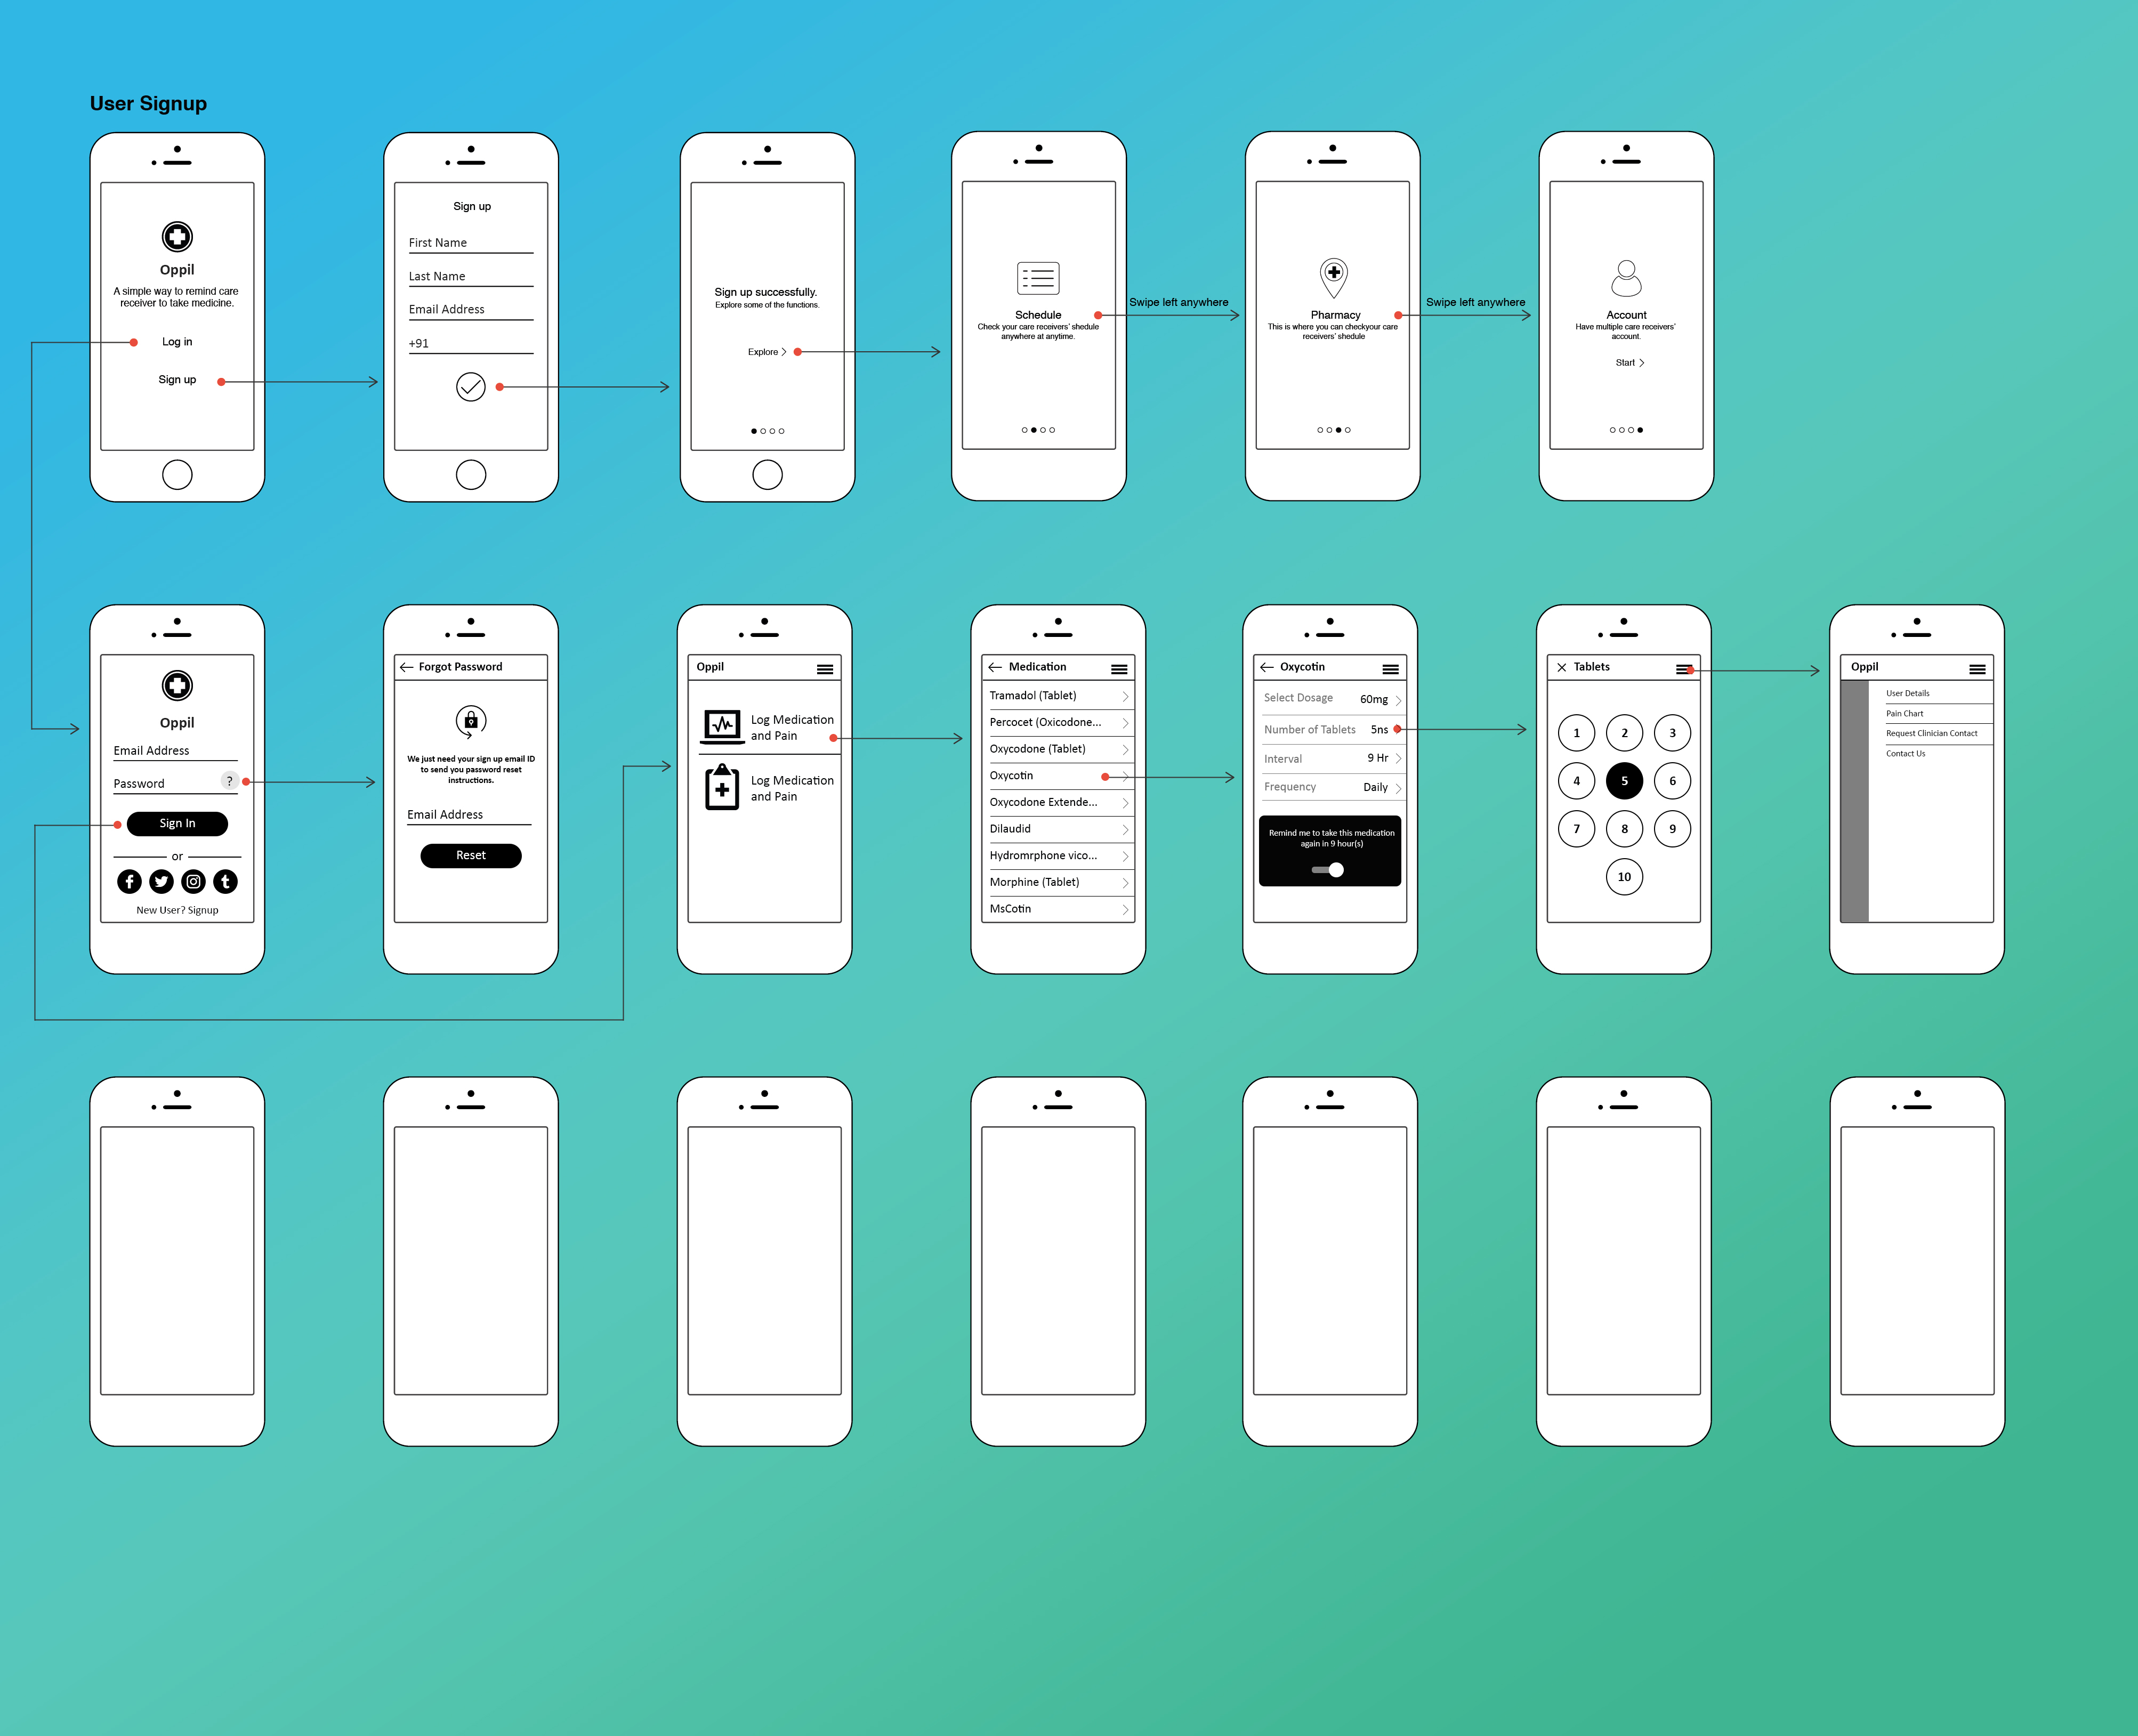 User Signup
Oppil
A simple way to remind care
receiver to take medicine.
Log in
Sign up
Sign up
First Name
Last Name
Email Address
+91
Sign up successfully.
Explore some of the functions.
Explore
Schedule
Check your care receivers' shedule
anywhere at anytime.
Swipe left anywhere
Pharmacy
This is where you can checkyour care
receivers' shedule
Swipe left anywhere
Account
Have multiple care receivers'
account.
Start
Oppil
Email Address
Password
?
Sign In
or
New User? Signup
Forgot Password
We just need your sign up email ID
to send you password reset
instructions.
Email Address
Reset
Oppil
Log Medication
and Pain
Log Medication
and Pain
Medication
Tramadol (Tablet)
Percocet (Oxicodone...
Oxycodone (Tablet)
Oxycotin
Oxycodone Extende...
Dilaudid
Hydromrphone vico...
Morphine (Tablet)
MsCotin
Oxycotin
Select Dosage 60mg
Number of Tablets 5ns
Interval 9 Hr
Frequency Daily
Remind me to take this medication
again in 9 hour(s)
Tablets
1 2 3
4 5 6
7 8 9
10
Oppil
User Details
Pain Chart
Request Clinician Contact
Contact Us